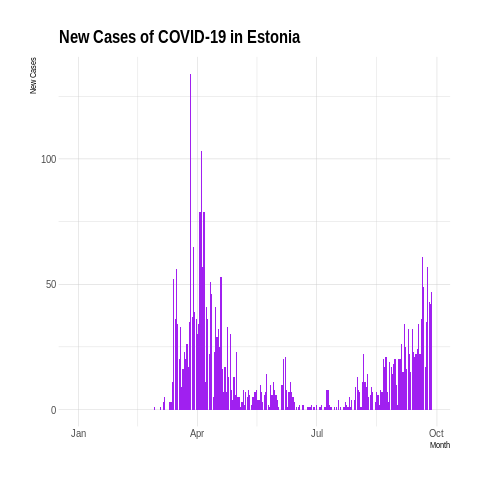 New Cases of COVID-19 in Estonia
New Cases
100
50
0
Jan
Apr
Jul
Oct
Month